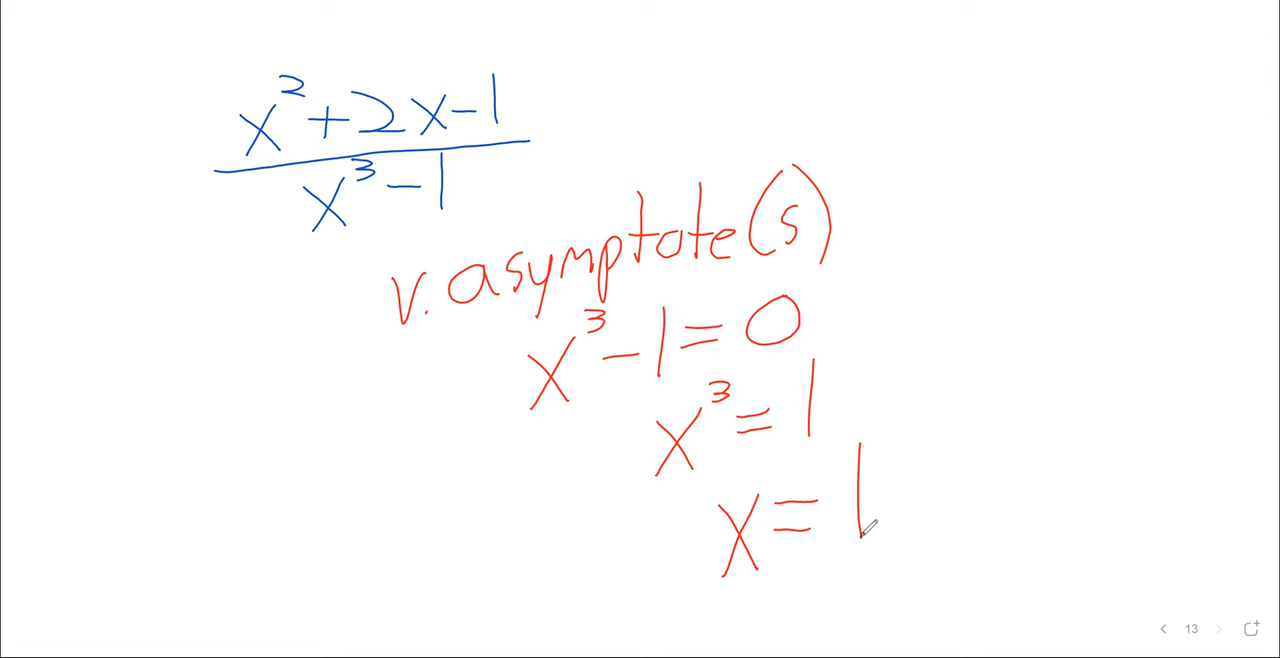 x² + 2x - 1
x³ - 1
v. asymptote(s)
x³ - 1 = 0
x³ = 1
x = 1
13